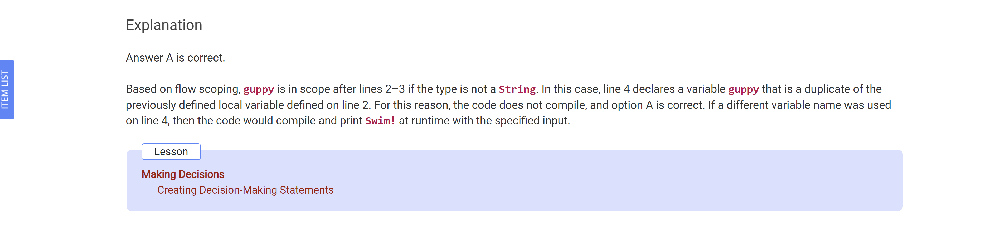 Explanation
Answer A is correct.
ITEM LIST
Based on flow scoping, guppy is in scope after lines 2–3 if the type is not a String. In this case, line 4 declares a variable guppy that is a duplicate of the
previously defined local variable defined on line 2. For this reason, the code does not compile, and option A is correct. If a different variable name was used
on line 4, then the code would compile and print Swim! at runtime with the specified input.
Lesson
Making Decisions
Creating Decision-Making Statements